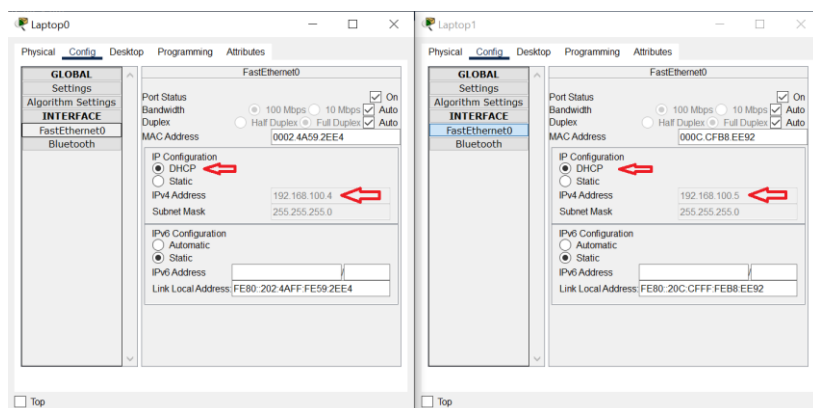 Laptop0
Physical Config Desktop Programming Attributes
GLOBAL
Settings
Algorithm Settings
INTERFACE
FastEthernet0
Bluetooth
FastEthernet0
Port Status On
Bandwidth 100 Mbps 10 Mbps Auto
Duplex Half Duplex Full Duplex Auto
MAC Address 0002.4A59.2EE4
IP Configuration
DHCP
Static
IPv4 Address 192.168.100.4
Subnet Mask 255.255.255.0
IPv6 Configuration
Automatic
Static
IPv6 Address /
Link Local Address: FE80::202:4AFF:FE59:2EE4
Top
Laptop1
Physical Config Desktop Programming Attributes
GLOBAL
Settings
Algorithm Settings
INTERFACE
FastEthernet0
Bluetooth
FastEthernet0
Port Status On
Bandwidth 100 Mbps 10 Mbps Auto
Duplex Half Duplex Full Duplex Auto
MAC Address 000C.CFB8.EE92
IP Configuration
DHCP
Static
IPv4 Address 192.168.100.5
Subnet Mask 255.255.255.0
IPv6 Configuration
Automatic
Static
IPv6 Address /
Link Local Address: FE80::20C:CFFF:FEB8:EE92
Top